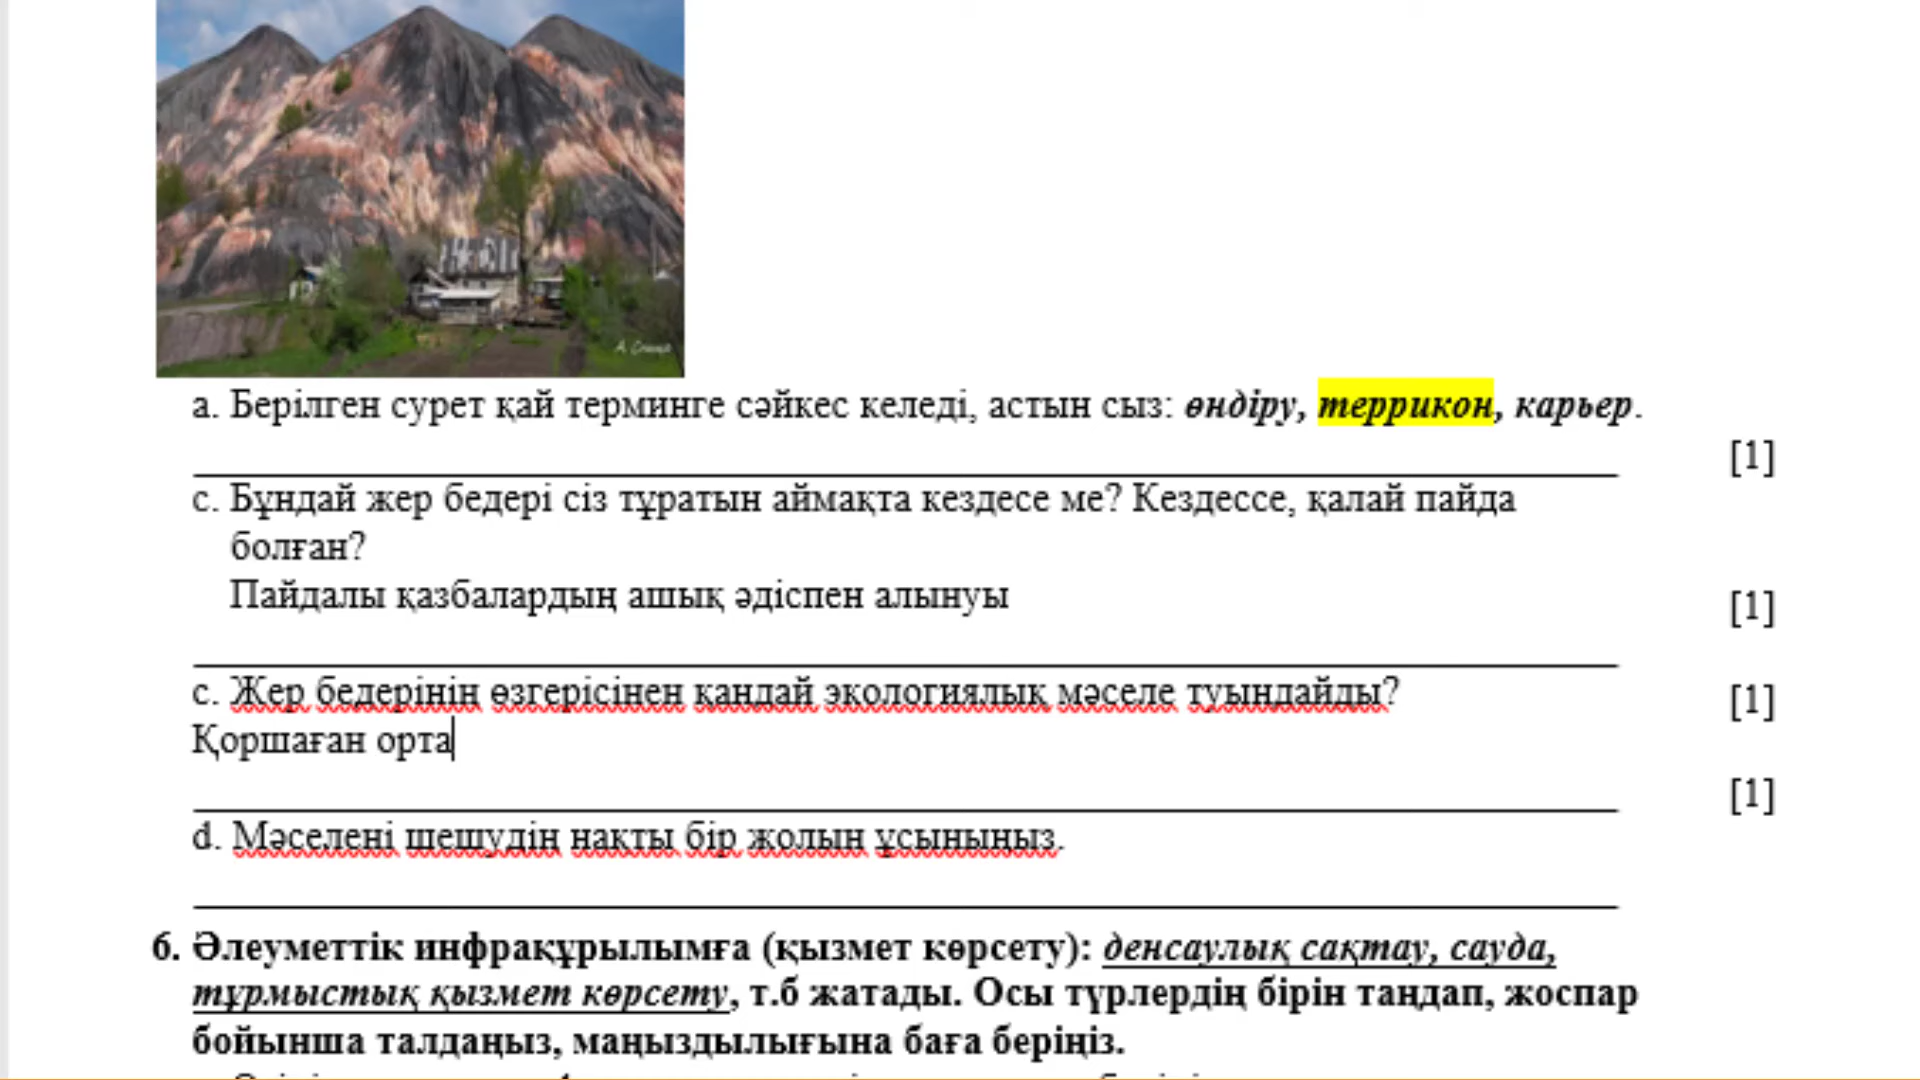 А. Спица
a. Берілген сурет қай терминге сәйкес келеді, астын сыз: өндіру, террикон, карьер.
[1]
с. Бұндай жер бедері сіз тұратын аймақта кездесе ме? Кездессе, қалай пайда
болған?
Пайдалы қазбалардың ашық әдіспен алынуы
[1]
с. Жер бедерінің өзгерісінен қандай экологиялық мәселе туындайды?
[1]
Қоршаған орта
[1]
d. Мәселені шешудің нақты бір жолын ұсыныңыз.
6. Әлеуметтік инфрақұрылымға (қызмет көрсету): денсаулық сақтау, сауда,
тұрмыстық қызмет көрсету, т.б жатады. Осы түрлердің бірін таңдап, жоспар
бойынша талдаңыз, маңыздылығына баға беріңіз.